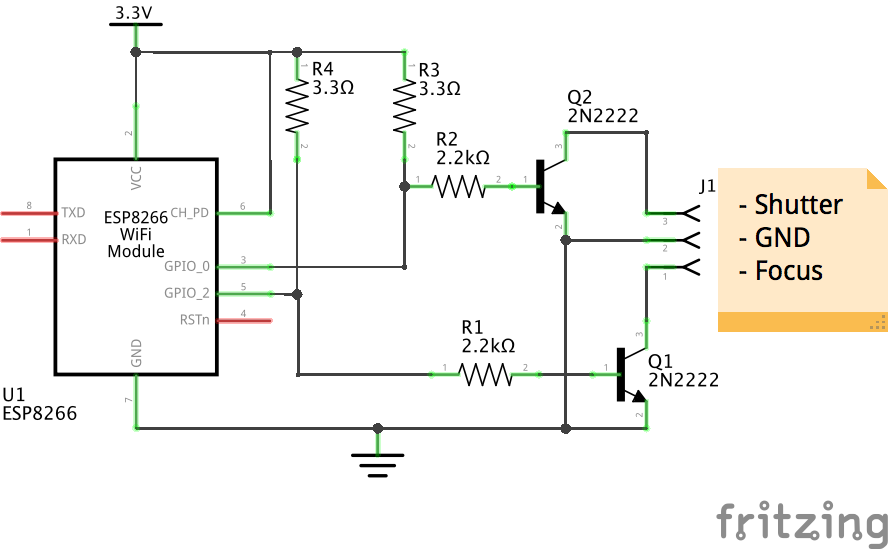 3.3V
R4
3.3Ω
R3
3.3Ω
Q2
2N2222
R2
2.2kΩ
J1
- Shutter
- GND
- Focus
1
2
1
2
1
2
1
3
2
3
2
1
2
VCC
8
TXD
1
RXD
ESP8266
WiFi
Module
CH_PD
6
GPIO_0
3
GPIO_2
5
RSTn
4
GND
7
U1
ESP8266
R1
2.2kΩ
1
2
1
3
2
Q1
2N2222
fritzing